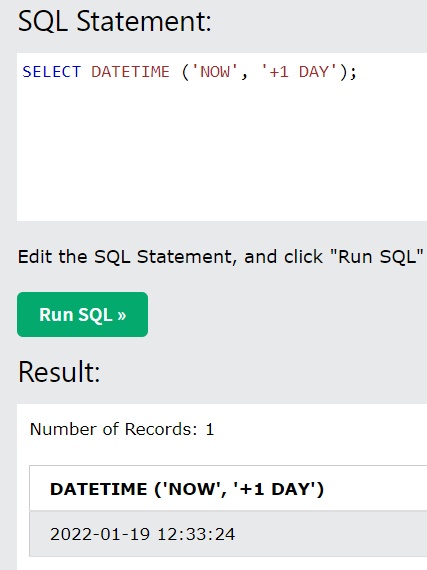 SQL Statement:
SELECT DATETIME ('NOW', '+1 DAY');
Edit the SQL Statement, and click "Run SQL"
Run SQL »
Result:
Number of Records: 1
DATETIME ('NOW', '+1 DAY')
2022-01-19 12:33:24